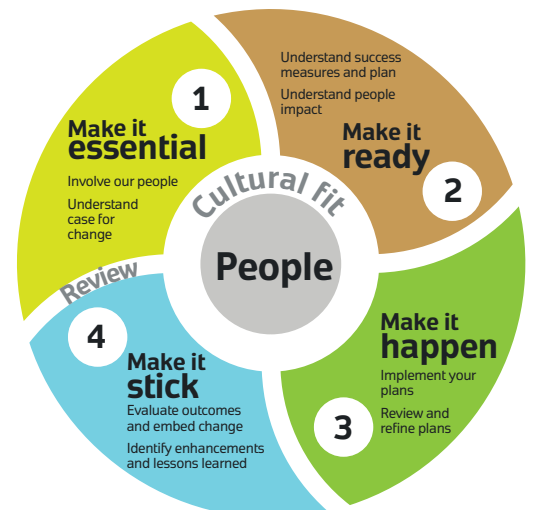 1
Make it
essential
Involve our people
Understand
case for
change
Understand success
measures and plan
Understand people
impact
Make it
ready
2
Cultural fit
People
Review
Make it
happen
Implement your
plans
Review and
refine plans
3
4
Make it
stick
Evaluate outcomes
and embed change
Identify enhancements
and lessons learned